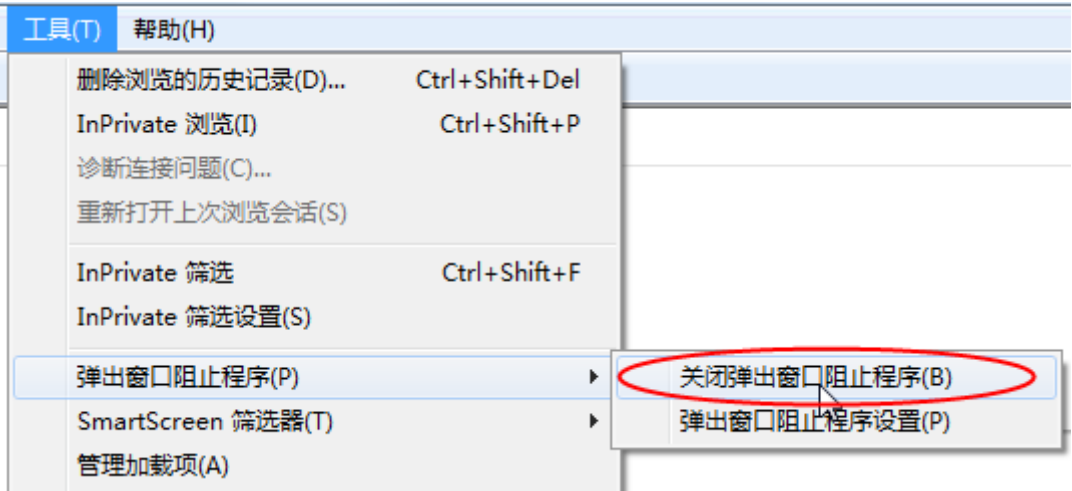 工具(T) 帮助(H)
删除浏览的历史记录(D)... Ctrl+Shift+Del
InPrivate 浏览(I) Ctrl+Shift+P
诊断连接问题(C)...
重新打开上次浏览会话(S)
InPrivate 筛选 Ctrl+Shift+F
InPrivate 筛选设置(S)
弹出窗口阻止程序(P)
关闭弹出窗口阻止程序(B)
SmartScreen 筛选器(T)
弹出窗口阻止程序设置(P)
管理加载项(A)